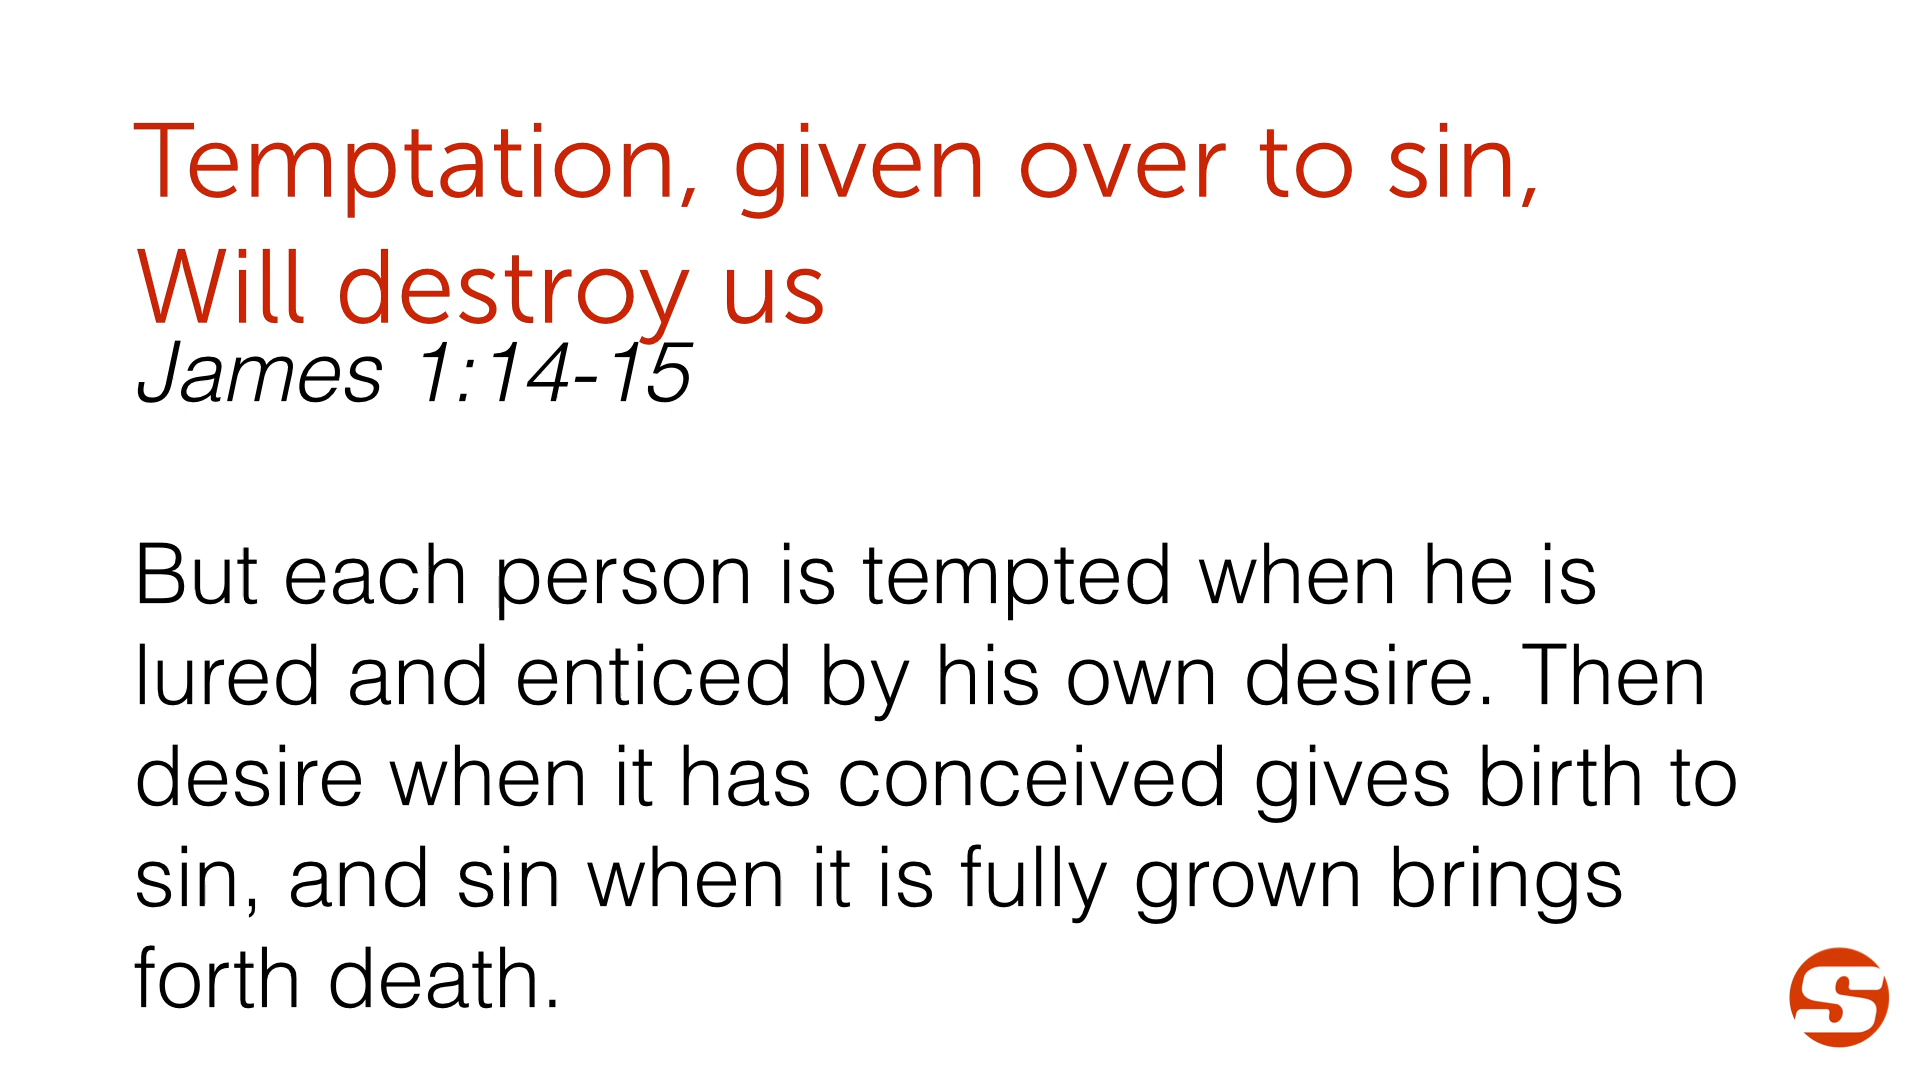 Temptation, given over to sin,
Will destroy us
James 1:14-15
But each person is tempted when he is
lured and enticed by his own desire. Then
desire when it has conceived gives birth to
sin, and sin when it is fully grown brings
forth death.
S